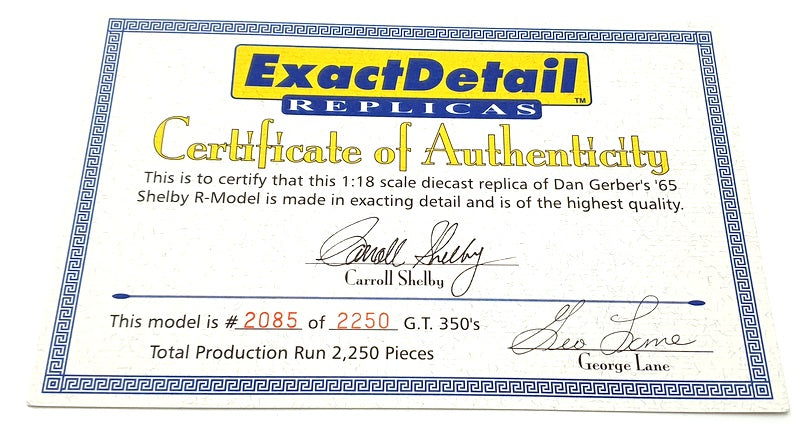 ExactDetail™
REPLICAS
Certificate of Authenticity
This is to certify that this 1:18 scale diecast replica of Dan Gerber's '65
Shelby R-Model is made in exacting detail and is of the highest quality.
Carroll Shelby
Carroll Shelby
This model is #2085 of 2250 G.T. 350's
Total Production Run 2,250 Pieces
Geo Lane
George Lane